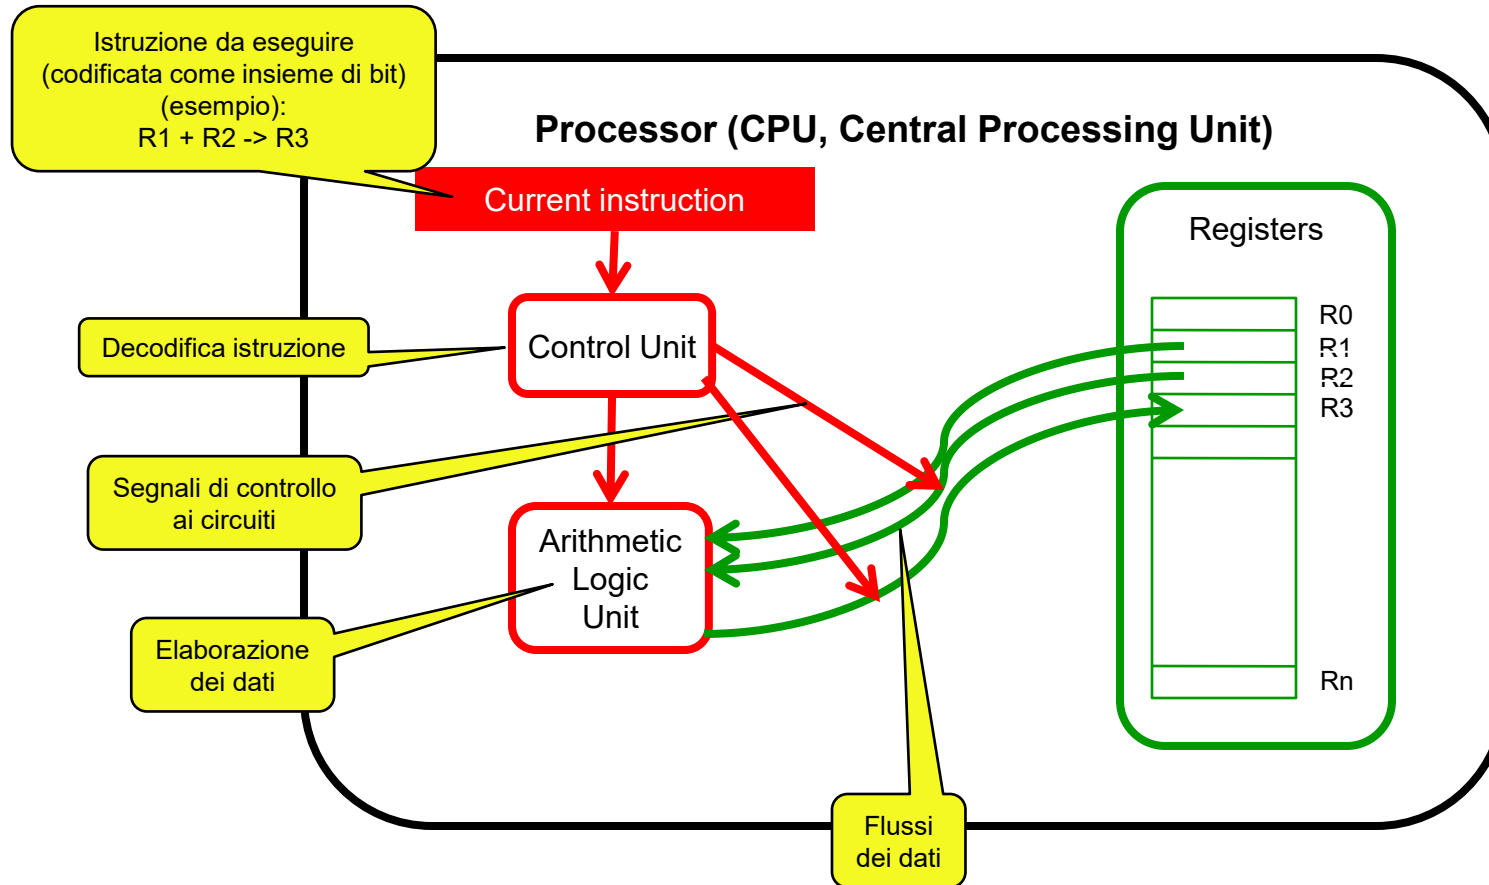 Istruzione da eseguire
(codificata come insieme di bit)
(esempio):
R1 + R2 -> R3
Processor (CPU, Central Processing Unit)
Current instruction
Registers
R0
R1
R2
R3
Rn
Decodifica istruzione
Control Unit
Segnali di controllo
ai circuiti
Arithmetic
Logic
Unit
Elaborazione
dei dati
Flussi
dei dati